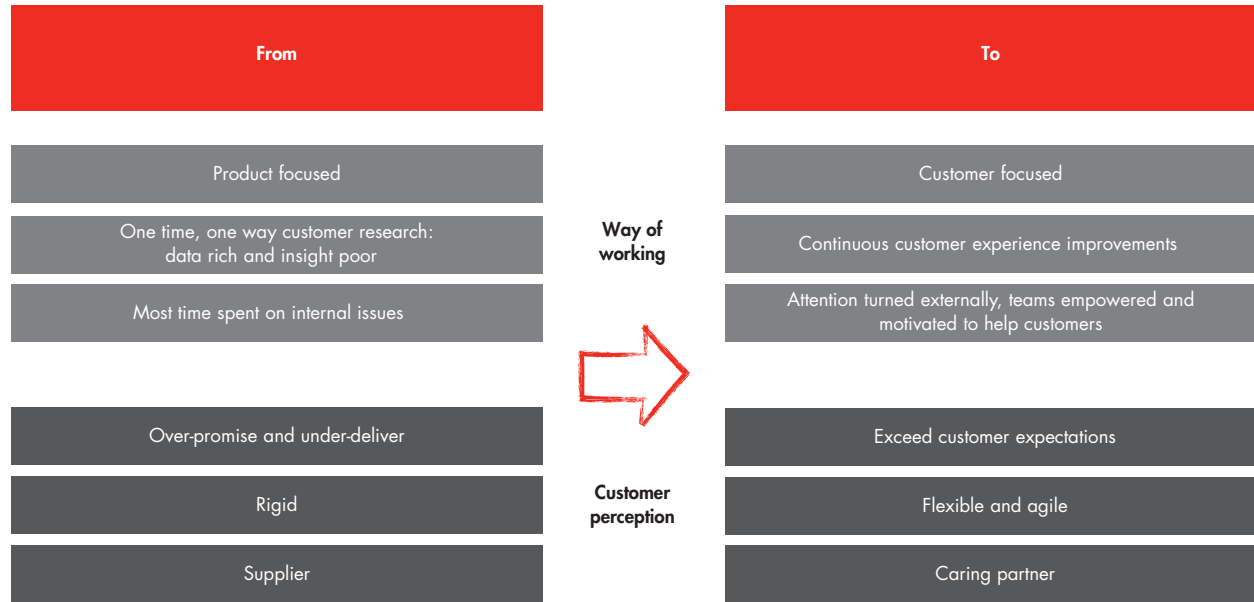 From
To
Product focused
Customer focused
One time, one way customer research:
data rich and insight poor
Way of
working
Continuous customer experience improvements
Most time spent on internal issues
Attention turned externally, teams empowered and
motivated to help customers
Over-promise and under-deliver
Exceed customer expectations
Rigid
Customer
perception
Flexible and agile
Supplier
Caring partner